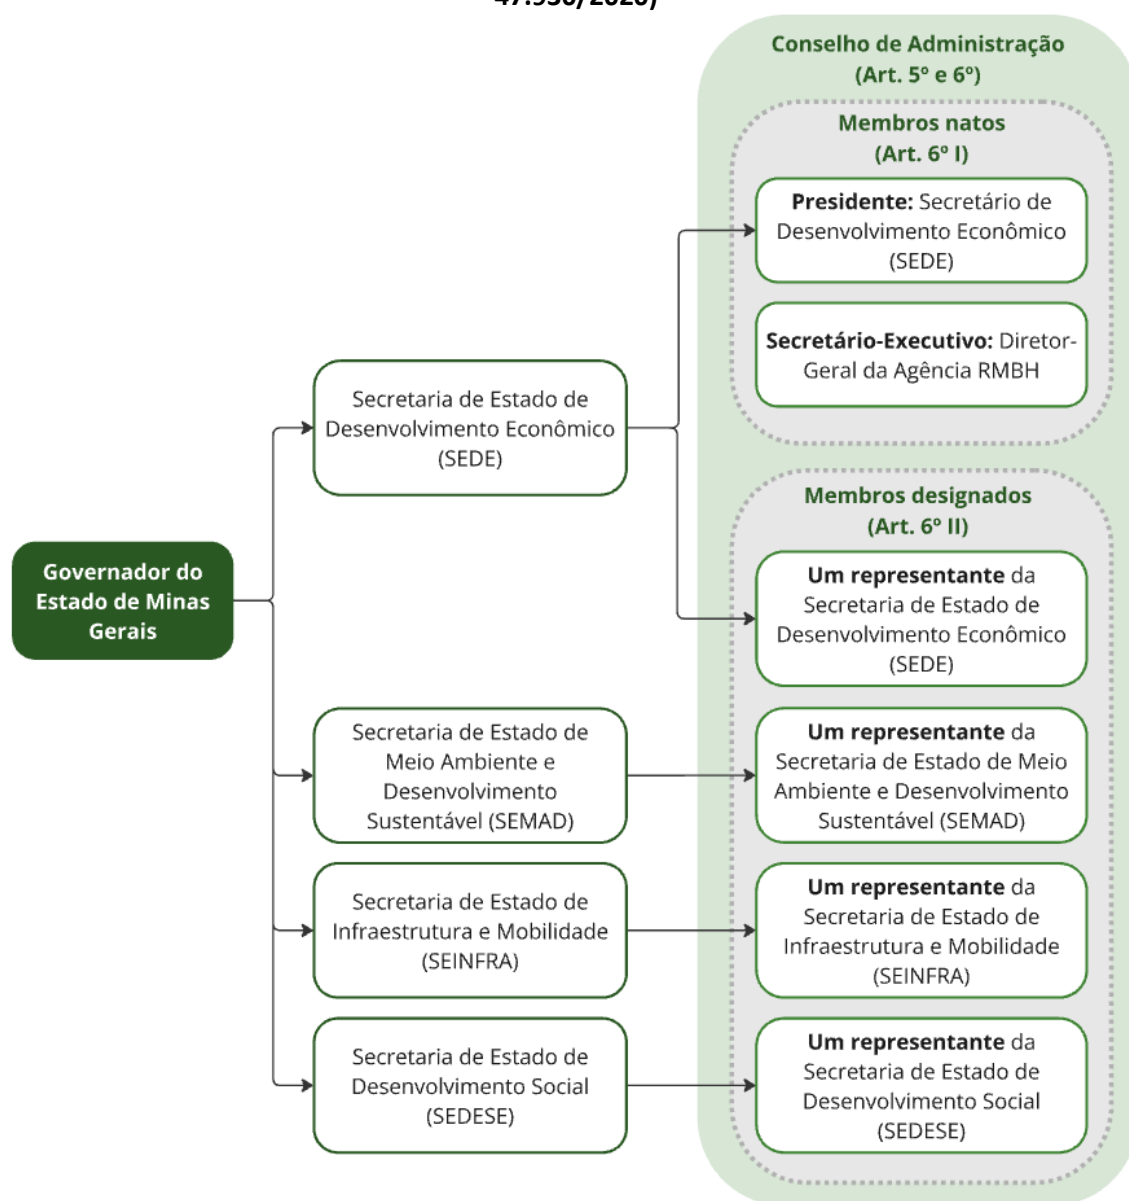 47.930/2020)
Conselho de Administração
(Art. 5º e 6º)
Membros natos
(Art. 6º I)
Presidente: Secretário de
Desenvolvimento Econômico
(SEDE)
Secretário-Executivo: Diretor-
Geral da Agência RMBH
Secretaria de Estado de
Desenvolvimento Econômico
(SEDE)
Membros designados
(Art. 6º II)
Governador do
Estado de Minas
Gerais
Um representante da
Secretaria de Estado de
Desenvolvimento Econômico
(SEDE)
Secretaria de Estado de
Meio Ambiente e
Desenvolvimento
Sustentável (SEMAD)
Um representante da
Secretaria de Estado de Meio
Ambiente e Desenvolvimento
Sustentável (SEMAD)
Secretaria de Estado de
Infraestrutura e Mobilidade
(SEINFRA)
Um representante da
Secretaria de Estado de
Infraestrutura e Mobilidade
(SEINFRA)
Secretaria de Estado de
Desenvolvimento Social
(SEDESE)
Um representante da
Secretaria de Estado de
Desenvolvimento Social
(SEDESE)